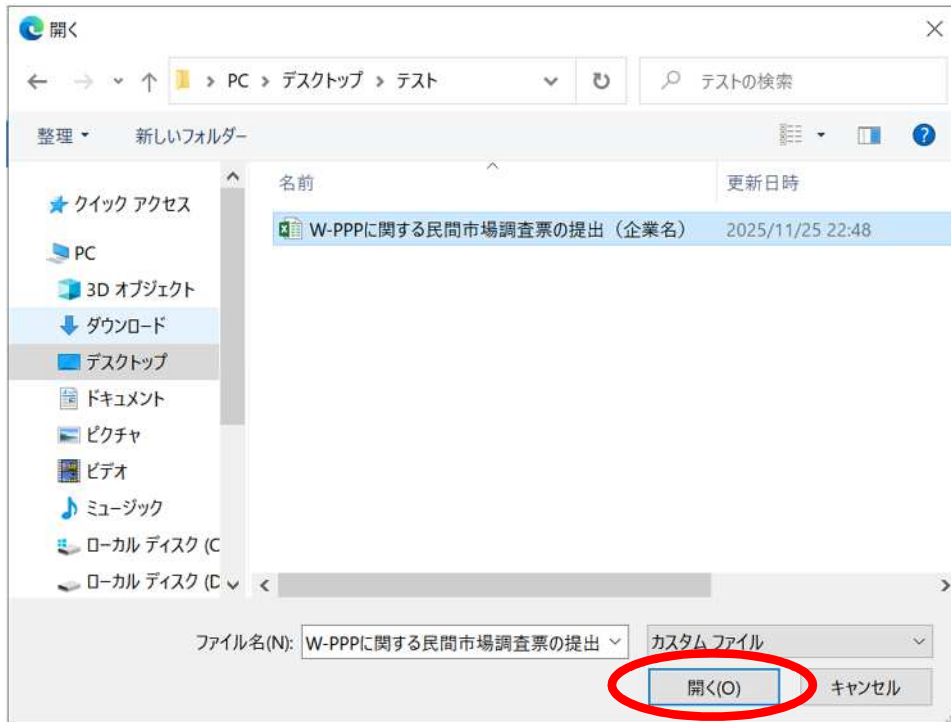 開く
PC > デスクトップ > テスト
テストの検索
整理
新しいフォルダー
名前
更新日時
クイック アクセス
W-PPPに関する民間市場調査票の提出（企業名）
2025/11/25 22:48
PC
3D オブジェクト
ダウンロード
デスクトップ
ドキュメント
ピクチャ
ビデオ
ミュージック
ローカル ディスク (C
ローカル ディスク (D
ファイル名(N):
W-PPPに関する民間市場調査票の提出
カスタム ファイル
開く(O)
キャンセル